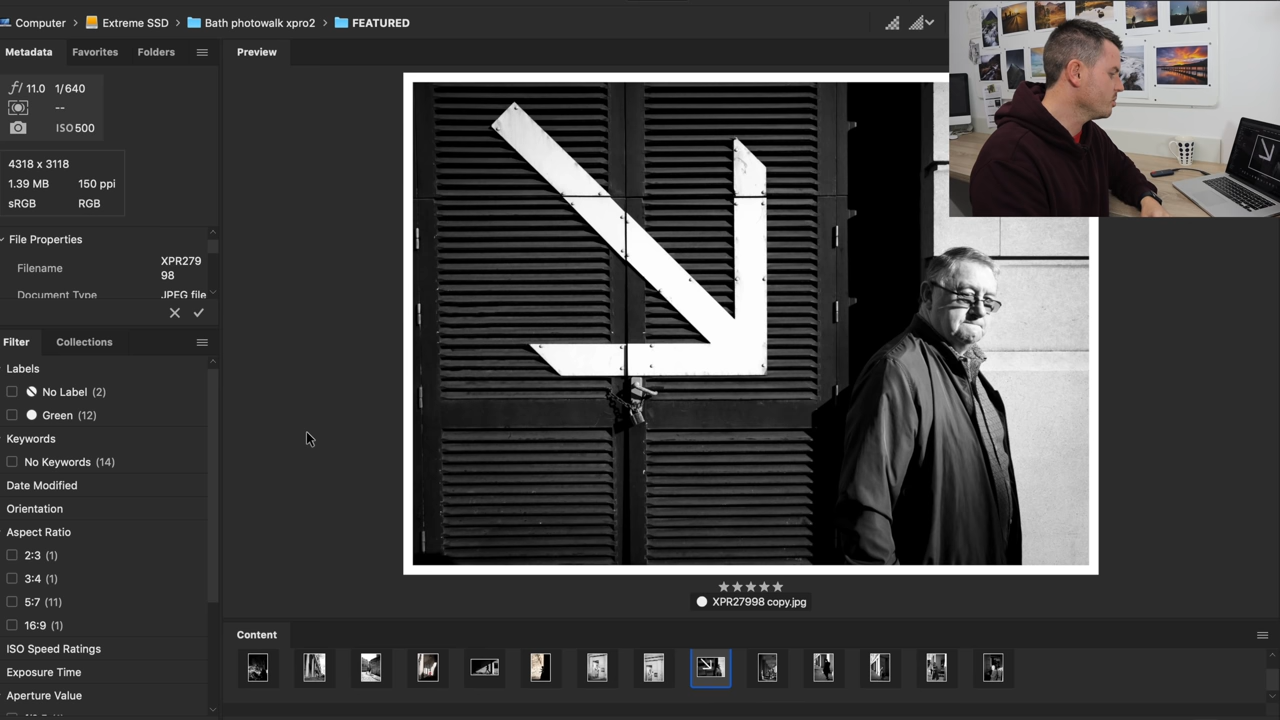 Computer Extreme SSD Bath photowalk xpro2 FEATURED
Metadata Favorites Folders
Preview
f/ 11.0 1/640
--
ISO 500
4318 x 3118
1.39 MB 150 ppi
sRGB RGB
File Properties
Filename XPR279
98
Document Type JPEG file
Filter Collections
Labels
No Label (2)
Green (12)
Keywords
No Keywords (14)
Date Modified
Orientation
Aspect Ratio
2:3 (1)
3:4 (1)
5:7 (11)
16:9 (1)
ISO Speed Ratings
Exposure Time
Aperture Value
XPR27998 copy.jpg
Content